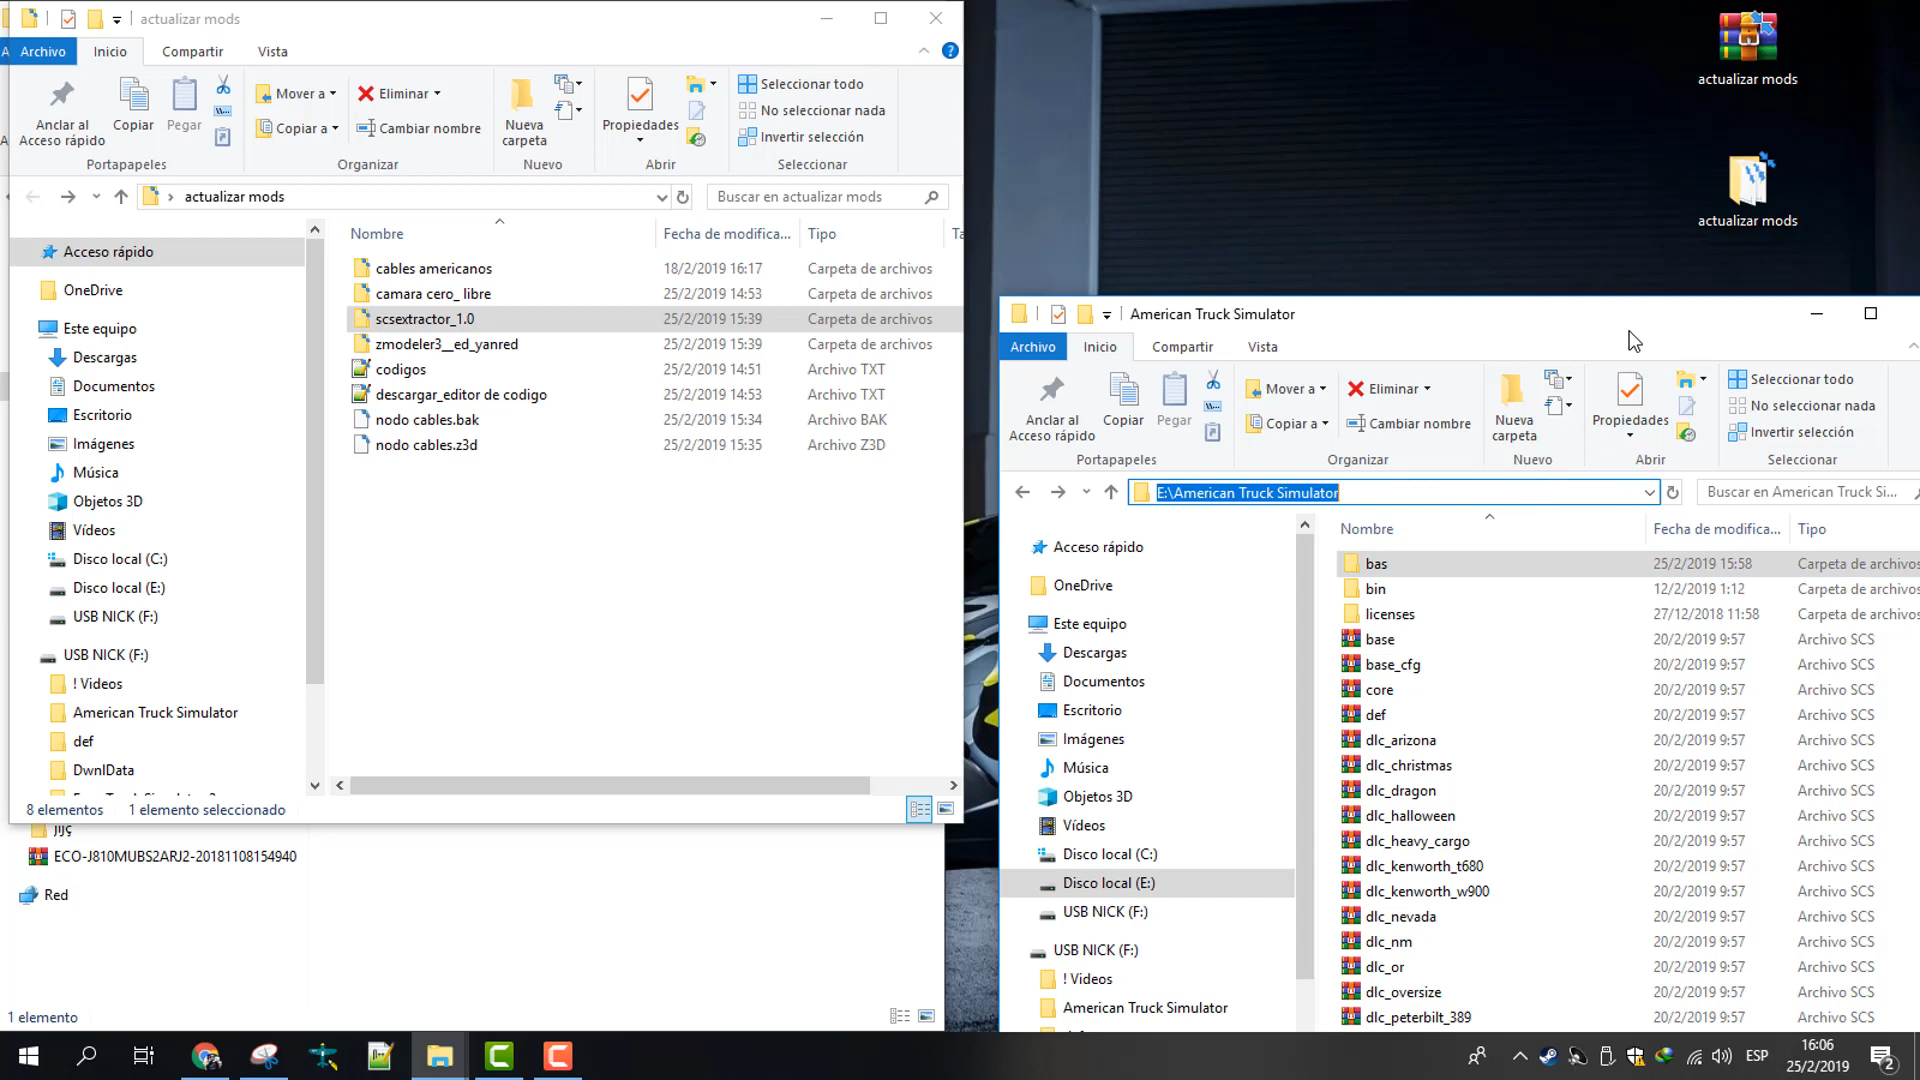 actualizar mods
Archivo Inicio Compartir Vista
Anclar al Acceso rápido
Copiar
Pegar
Mover a
Copiar a
Eliminar
Cambiar nombre
Nueva carpeta
Propiedades
Seleccionar todo
No seleccionar nada
Invertir selección
Portapapeles Organizar Nuevo Abrir Seleccionar
actualizar mods
Buscar en actualizar mods
Nombre Fecha de modifica... Tipo Ta
cables americanos 18/2/2019 16:17 Carpeta de archivos
camara cero_ libre 25/2/2019 14:53 Carpeta de archivos
scsextractor_1.0 25/2/2019 15:39 Carpeta de archivos
zmodeler3__ed_yanred 25/2/2019 15:39 Carpeta de archivos
codigos 25/2/2019 14:51 Archivo TXT
descargar_editor de codigo 25/2/2019 14:53 Archivo TXT
nodo cables.bak 25/2/2019 15:34 Archivo BAK
nodo cables.z3d 25/2/2019 15:35 Archivo Z3D
Acceso rápido
OneDrive
Este equipo
Descargas
Documentos
Escritorio
Imágenes
Música
Objetos 3D
Vídeos
Disco local (C:)
Disco local (E:)
USB NICK (F:)
USB NICK (F:)
! Videos
American Truck Simulator
def
DwnlData
8 elementos 1 elemento seleccionado
ECO-J810MUBS2ARJ2-20181108154940
Red
1 elemento
actualizar mods
actualizar mods
American Truck Simulator
Archivo Inicio Compartir Vista
Anclar al Acceso rápido
Copiar
Pegar
Mover a
Copiar a
Eliminar
Cambiar nombre
Nueva carpeta
Propiedades
Seleccionar todo
No seleccionar nada
Invertir selección
Portapapeles Organizar Nuevo Abrir Seleccionar
E:\American Truck Simulator
Buscar en American Truck Si...
Nombre Fecha de modifica... Tipo
bas 25/2/2019 15:58 Carpeta de archivos
bin 12/2/2019 1:12 Carpeta de archivos
licenses 27/12/2018 11:58 Carpeta de archivos
base 20/2/2019 9:57 Archivo SCS
base_cfg 20/2/2019 9:57 Archivo SCS
core 20/2/2019 9:57 Archivo SCS
def 20/2/2019 9:57 Archivo SCS
dlc_arizona 20/2/2019 9:57 Archivo SCS
dlc_christmas 20/2/2019 9:57 Archivo SCS
dlc_dragon 20/2/2019 9:57 Archivo SCS
dlc_halloween 20/2/2019 9:57 Archivo SCS
dlc_heavy_cargo 20/2/2019 9:57 Archivo SCS
dlc_kenworth_t680 20/2/2019 9:57 Archivo SCS
dlc_kenworth_w900 20/2/2019 9:57 Archivo SCS
dlc_nevada 20/2/2019 9:57 Archivo SCS
dlc_nm 20/2/2019 9:57 Archivo SCS
dlc_or 20/2/2019 9:57 Archivo SCS
dlc_oversize 20/2/2019 9:57 Archivo SCS
dlc_peterbilt_389 20/2/2019 9:57 Archivo SCS
Acceso rápido
OneDrive
Este equipo
Descargas
Documentos
Escritorio
Imágenes
Música
Objetos 3D
Vídeos
Disco local (C:)
Disco local (E:)
USB NICK (F:)
USB NICK (F:)
! Videos
American Truck Simulator
ESP
16:06
25/2/2019
2